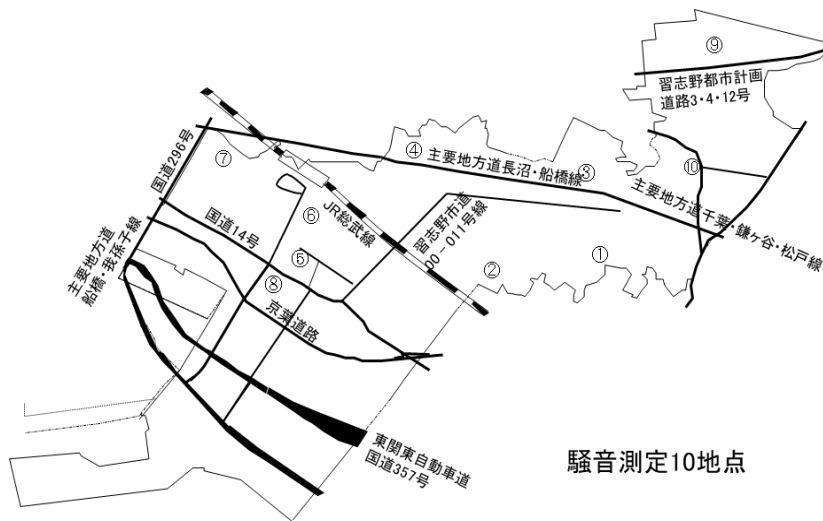 ⑨
習志野都市計画
道路3・4・12号
国道296号
④
主要地方道長沼・船橋線
③
⑦
⑩
主要地方道千葉・鎌ヶ谷・松戸線
⑥
JR総武線
習志野市道
00-011号線
国道14号
主要地方道
船橋・我孫子線
⑤
①
②
⑧
京葉道路
東関東自動車道
国道357号
騒音測定10地点